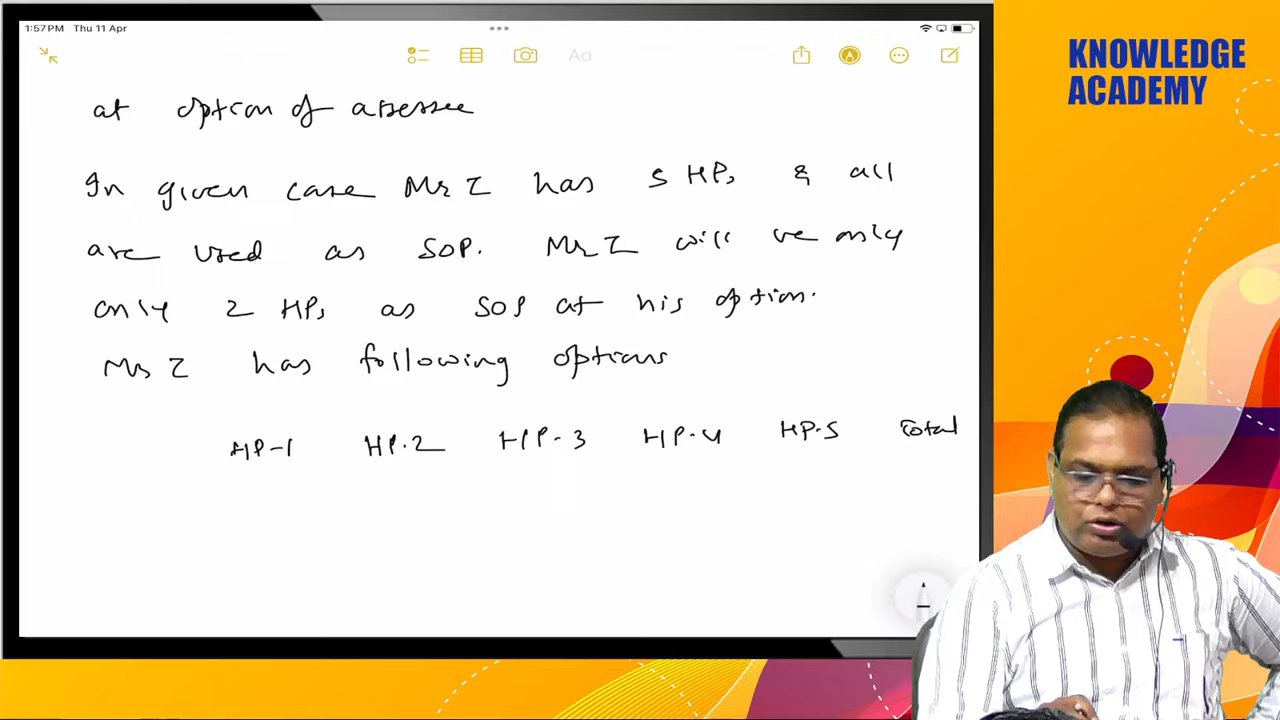 1:57 PM Thu 11 Apr
Aa
KNOWLEDGE
ACADEMY
at option of assessee
In given case Mr Z has 5 HPs & all
are used as SOP. Mr Z will ve only
only 2 HPs as SOP at his option.
Mr Z has following options
HP-1 HP-2 HP-3 HP-4 HP-5 Total